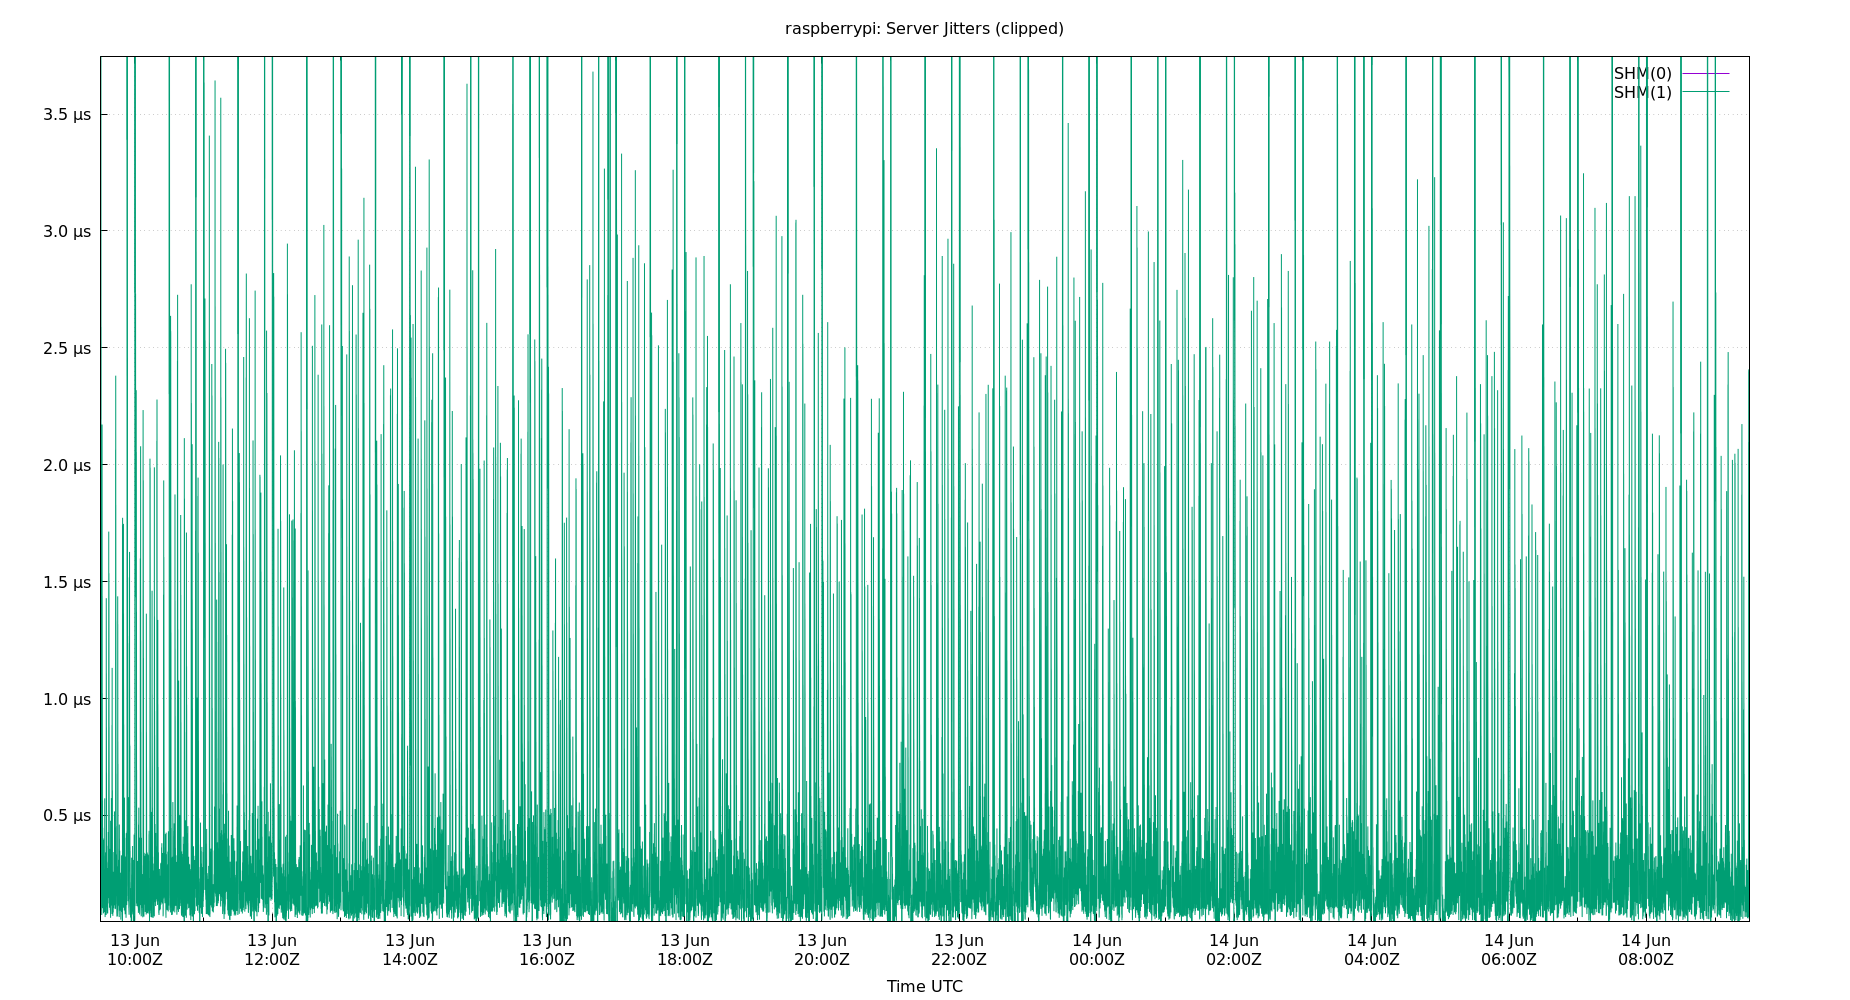 raspberrypi: Server Jitters (clipped)
SHM(0)
SHM(1)
3.5 µs
3.0 µs
2.5 µs
2.0 µs
1.5 µs
1.0 µs
0.5 µs
13 Jun 13 Jun 13 Jun 13 Jun 13 Jun 13 Jun 13 Jun 14 Jun 14 Jun 14 Jun 14 Jun 14 Jun
10:00Z 12:00Z 14:00Z 16:00Z 18:00Z 20:00Z 22:00Z 00:00Z 02:00Z 04:00Z 06:00Z 08:00Z
Time UTC